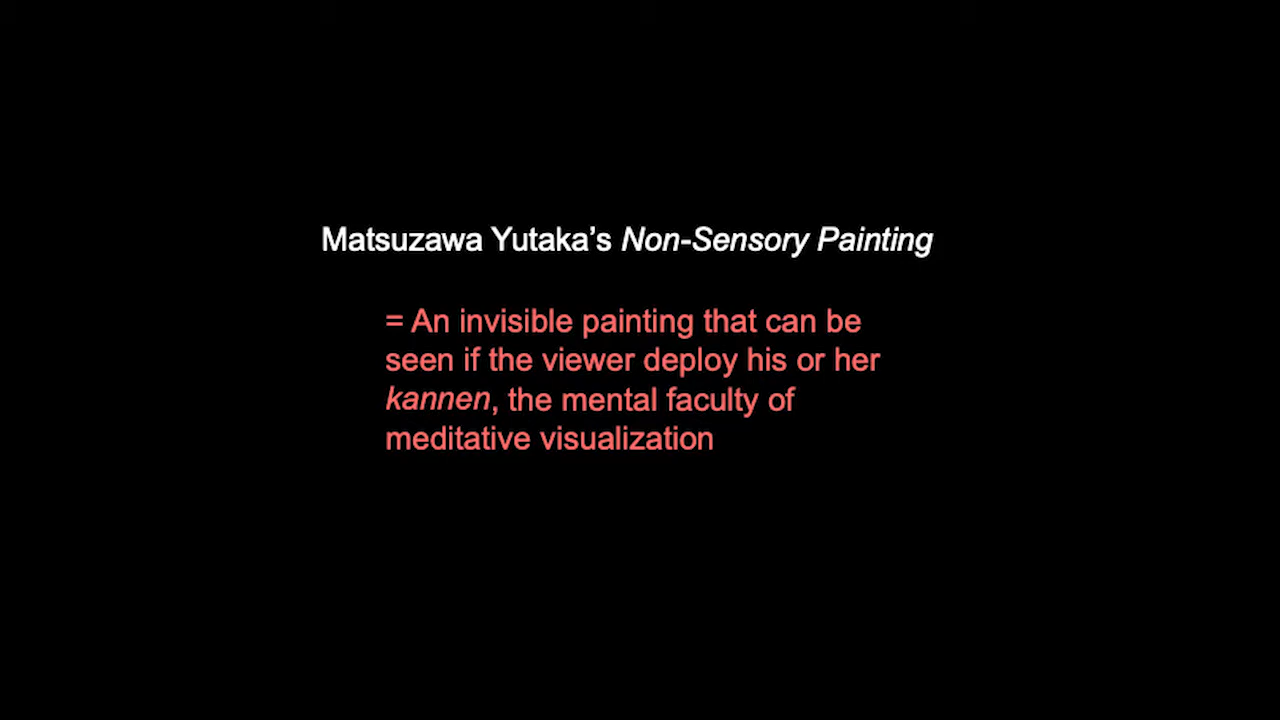 Matsuzawa Yutaka’s Non-Sensory Painting
= An invisible painting that can be
seen if the viewer deploy his or her
kannen, the mental faculty of
meditative visualization